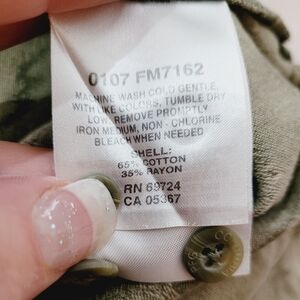 0107 FM7162
MACHINE WASH COLD GENTLE,
WITH LIKE COLORS, TUMBLE DRY
LOW, REMOVE PROMPTLY
IRON MEDIUM, NON - CHLORINE
BLEACH WHEN NEEDED
SHELL:
65% COTTON
35% RAYON
RN 69724
CA 05367